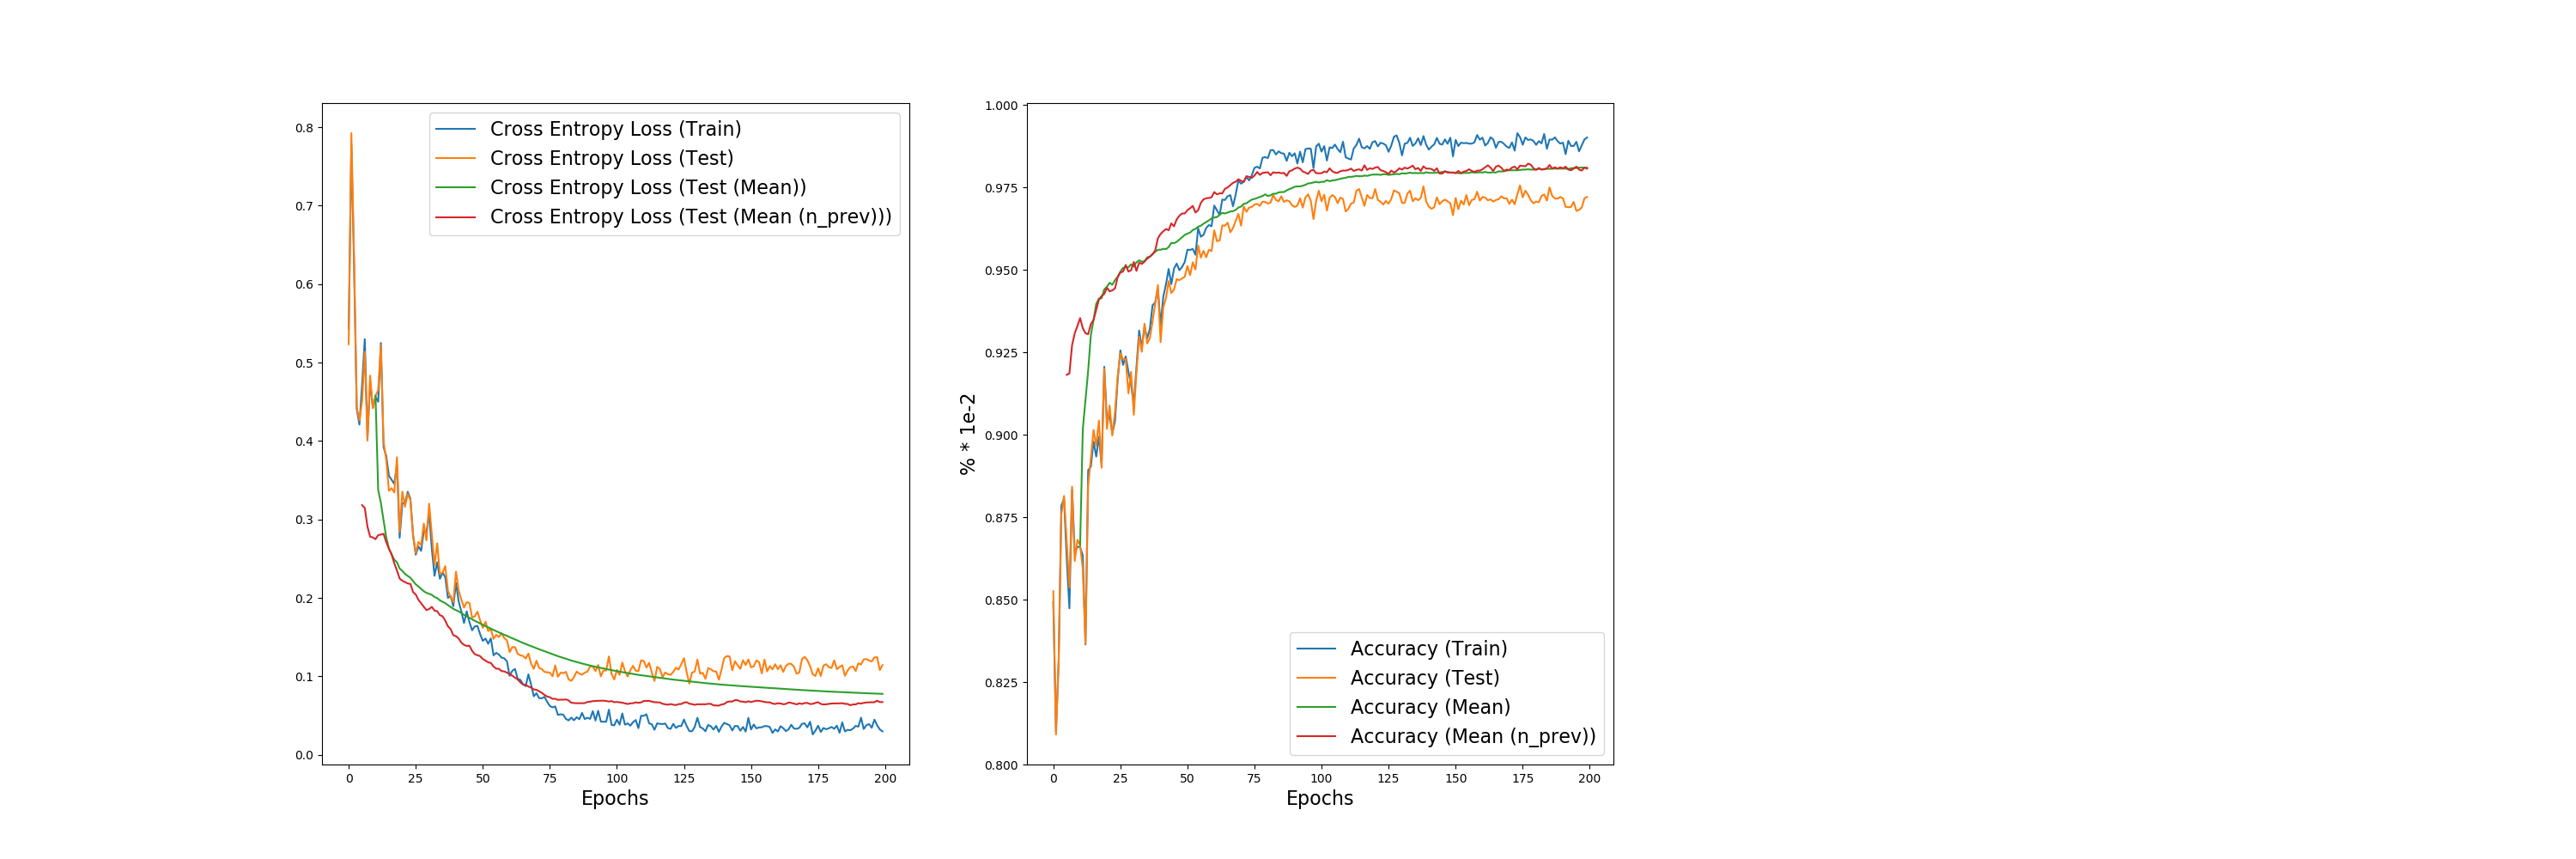 Cross Entropy Loss (Train)
Cross Entropy Loss (Test)
Cross Entropy Loss (Test (Mean))
Cross Entropy Loss (Test (Mean (n_prev)))
0.8
0.7
0.6
0.5
0.4
0.3
0.2
0.1
0.0
0 25 50 75 100 125 150 175 200
Epochs
% * 1e-2
1.000
0.975
0.950
0.925
0.900
0.875
0.850
0.825
0.800
Accuracy (Train)
Accuracy (Test)
Accuracy (Mean)
Accuracy (Mean (n_prev))
0 25 50 75 100 125 150 175 200
Epochs